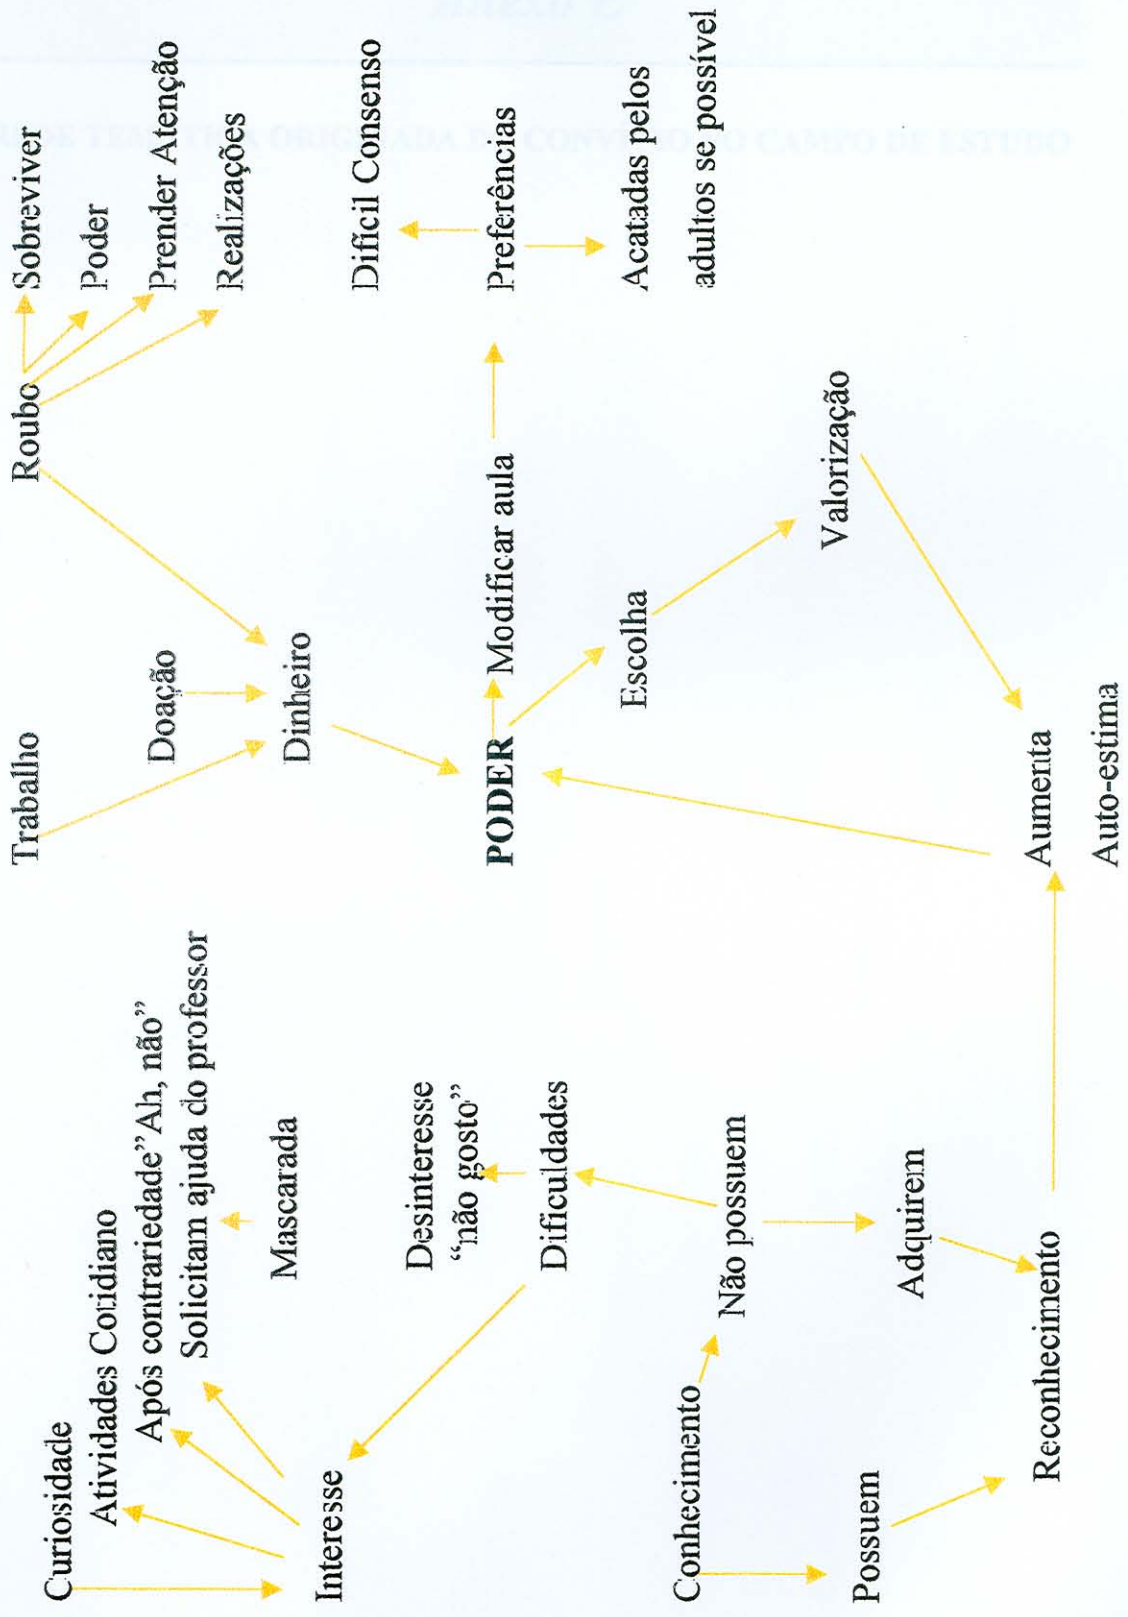 Trabalho
Roubo
Sobreviver
Curiosidade
Poder
Atividades Cotidiano
Após contrariedade”Ah, não”
Doação
Prender Atenção
Solicitam ajuda do professor
Realizações
Mascarada
Dinheiro
Interesse
Difícil Consenso
Desinteresse
“não gosto”
PODER
Modificar aula
Preferências
Dificuldades
Escolha
Acatadas pelos
adultos se possível
Conhecimento
Não possuem
Valorização
Possuem
Adquirem
Reconhecimento
Aumenta
Auto-estima